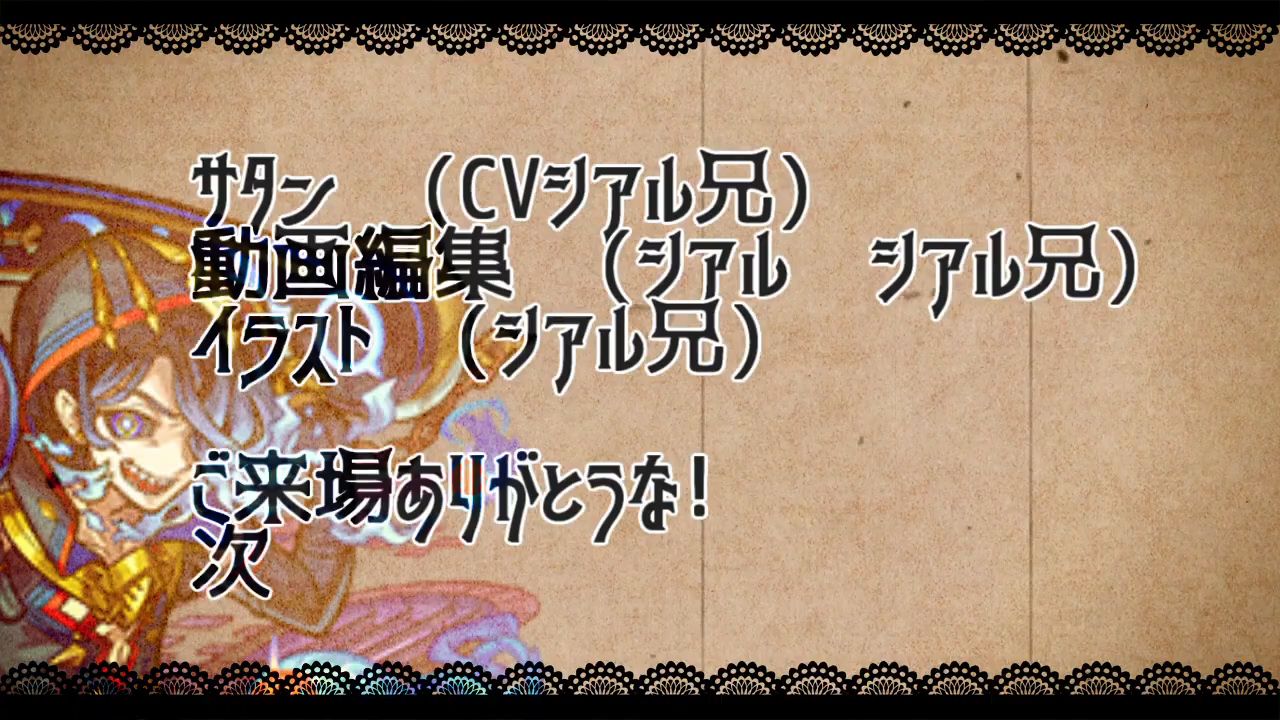 サタン　（CVシアル兄）
動画編集　（シアル　シアル兄）
イラスト　（シアル兄）
ご来場ありがとうな！
次